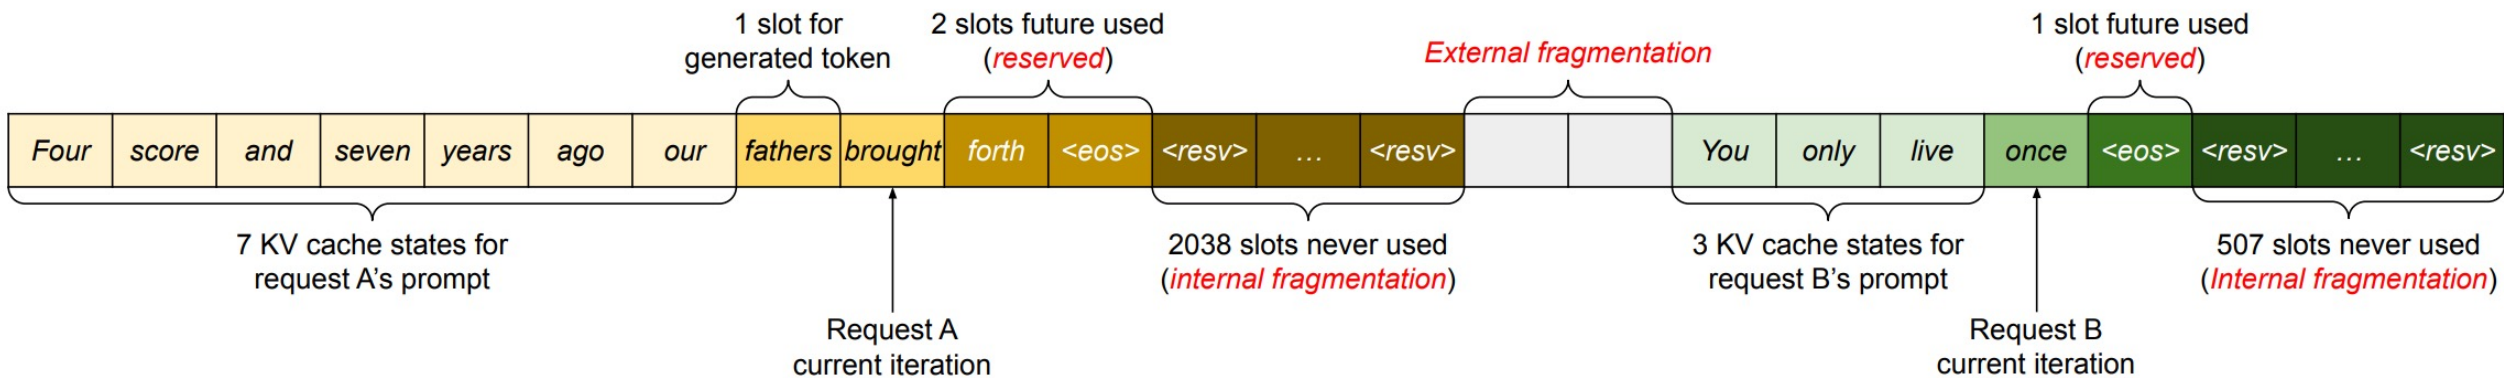 1 slot for
generated token
2 slots future used
(reserved)
External fragmentation
1 slot future used
(reserved)
Four score and seven years ago our fathers brought forth <eos> <resv> ... <resv> You only live once <eos> <resv> ... <resv>
7 KV cache states for
request A's prompt
2038 slots never used
(internal fragmentation)
3 KV cache states for
request B's prompt
507 slots never used
(Internal fragmentation)
Request A
current iteration
Request B
current iteration